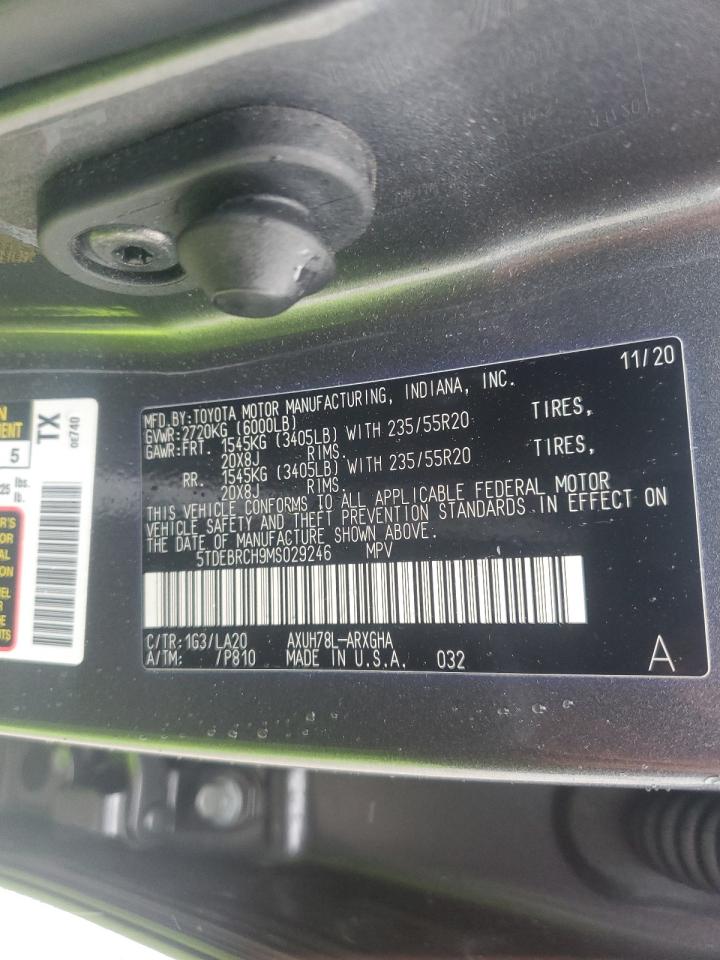 11/20
MFD.BY:TOYOTA MOTOR MANUFACTURING, INDIANA, INC.
GVWR:2720KG (6000LB)
GAWR:FRT. 1545KG (3405LB) WITH 235/55R20 TIRES,
20X8J RIMS.
RR. 1545KG (3405LB) WITH 235/55R20 TIRES,
20X8J RIMS
THIS VEHICLE CONFORMS TO ALL APPLICABLE FEDERAL MOTOR
VEHICLE SAFETY AND THEFT PREVENTION STANDARDS IN EFFECT ON
THE DATE OF MANUFACTURE SHOWN ABOVE.
5TDEBRCH9MS029246 MPV
C/TR:1G3/LA20 AXUH78L-ARXGHA
A/TM: /P810 MADE IN U.S.A. 032
A
TX
0E740
5
lbs.
lb.